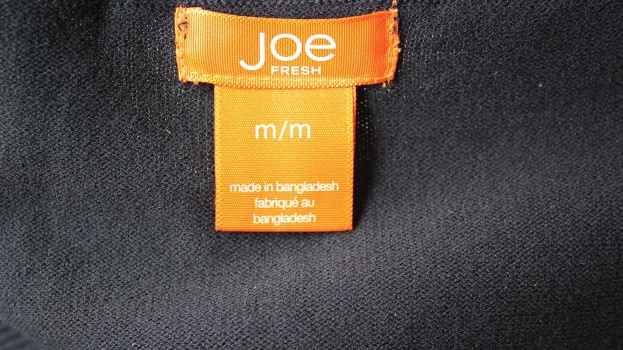 Joe
FRESH
m/m
made in bangladesh
fabriqué au
bangladesh